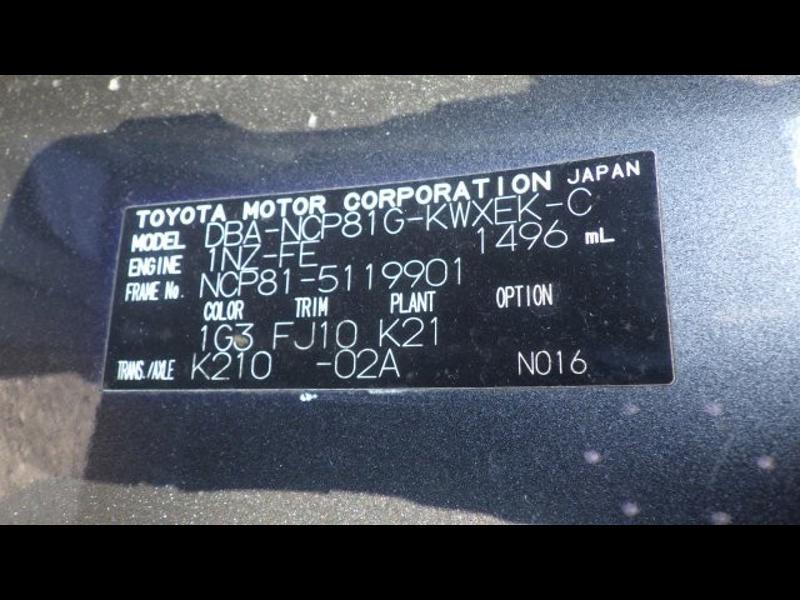 TOYOTA MOTOR CORPORATION JAPAN
MODEL DBA-NCP81G-KWXEK-C
ENGINE 1NZ-FE 1496 mL
FRAME No. NCP81-5119901
COLOR TRIM PLANT OPTION
1G3 FJ10 K21
TRANS./AXLE K210 -02A N016